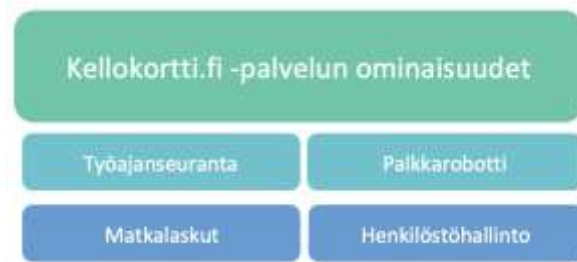 Kellokortti.fi -palvelun ominaisuudet
Työajanseuranta
Palkkarobotti
Matkalaskut
Henkilöstöhallinto